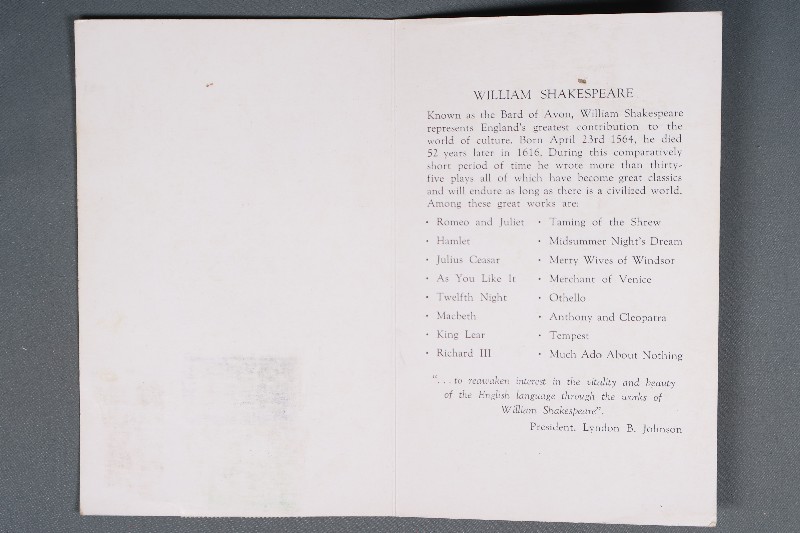 WILLIAM SHAKESPEARE
Known as the Bard of Avon, William Shakespeare
represents England's greatest contribution to the
world of culture. Born April 23rd 1564, he died
52 years later in 1616. During this comparatively
short period of time he wrote more than thirty-
five plays all of which have become great classics
and will endure as long as there is a civilized world.
Among these great works are:
• Romeo and Juliet • Taming of the Shrew
• Hamlet • Midsummer Night's Dream
• Julius Ceasar • Merry Wives of Windsor
• As You Like It • Merchant of Venice
• Twelfth Night • Othello
• Macbeth • Anthony and Cleopatra
• King Lear • Tempest
• Richard III • Much Ado About Nothing
"...to reawaken interest in the vitality and beauty
of the English language through the works of
William Shakespeare".
President, Lyndon B. Johnson